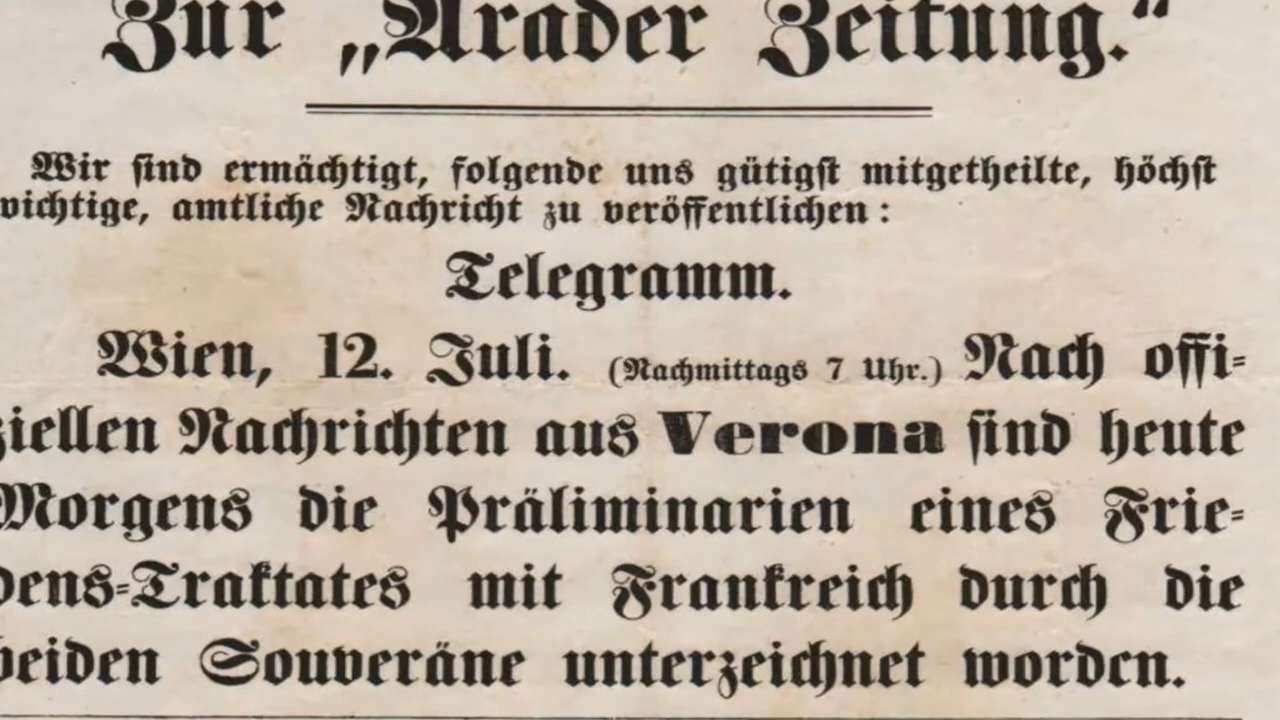 Zur „Arader Zeitung.“
Wir sind ermächtigt, folgende uns gütigst mitgetheilte, höchst
wichtige, amtliche Nachricht zu veröffentlichen:
Telegramm.
Wien, 12. Juli. (Nachmittags 7 Uhr.) Nach offi-
ziellen Nachrichten aus Verona sind heute
Morgens die Präliminarien eines Frie-
dens-Traktates mit Frankreich durch die
beiden Souveräne unterzeichnet worden.